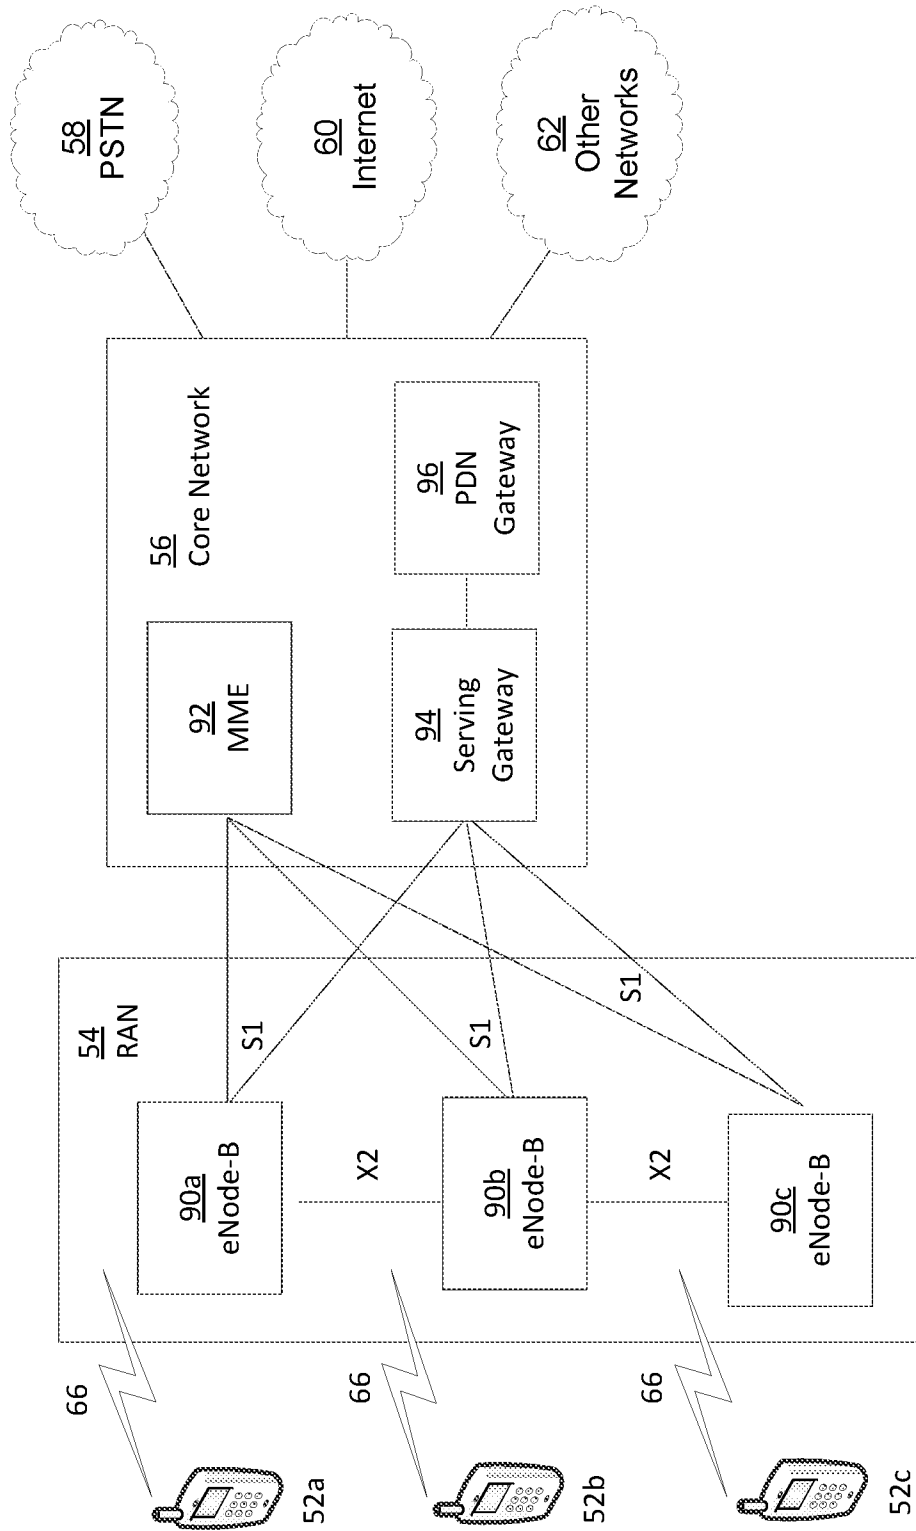 66
52a
66
52b
66
52c
54
RAN
90a
eNode-B
X2
90b
eNode-B
X2
90c
eNode-B
S1
S1
S1
56
Core Network
92
MME
94
Serving
Gateway
96
PDN
Gateway
58
PSTN
60
Internet
62
Other
Networks